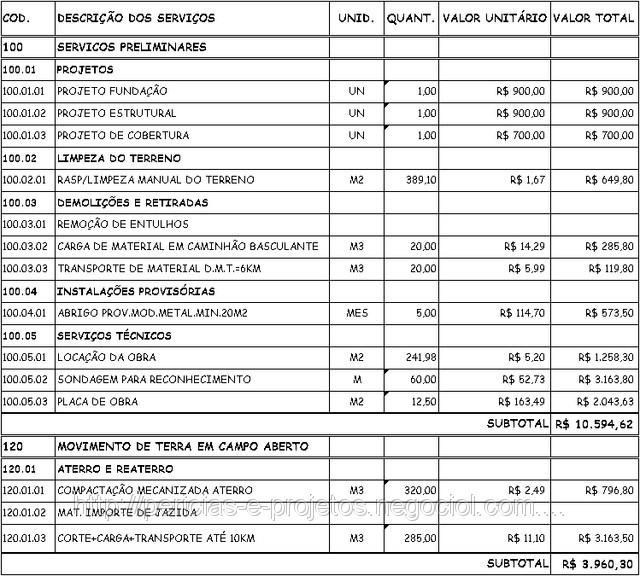 COD. DESCRIÇÃO DOS SERVIÇOS UNID. QUANT. VALOR UNITÁRIO VALOR TOTAL
100 SERVICOS PRELIMINARES
100.01 PROJETOS
100.01.01 PROJETO FUNDAÇÃO UN 1,00 R$ 900,00 R$ 900,00
100.01.02 PROJETO ESTRUTURAL UN 1,00 R$ 900,00 R$ 900,00
100.01.03 PROJETO DE COBERTURA UN 1,00 R$ 700,00 R$ 700,00
100.02 LIMPEZA DO TERRENO
100.02.01 RASP/LIMPEZA MANUAL DO TERRENO M2 389,10 R$ 1,67 R$ 649,80
100.03 DEMOLIÇÕES E RETIRADAS
100.03.01 REMOÇÃO DE ENTULHOS
100.03.02 CARGA DE MATERIAL EM CAMINHÃO BASCULANTE M3 20,00 R$ 14,29 R$ 285,80
100.03.03 TRANSPORTE DE MATERIAL D.M.T.=6KM M3 20,00 R$ 5,99 R$ 119,80
100.04 INSTALAÇÕES PROVISÓRIAS
100.04.01 ABRIGO PROV.MOD.METAL.MIN.20M2 MES 5,00 R$ 114,70 R$ 573,50
100.05 SERVIÇOS TÉCNICOS
100.05.01 LOCAÇÃO DA OBRA M2 241,98 R$ 5,20 R$ 1.258,30
100.05.02 SONDAGEM PARA RECONHECIMENTO M 60,00 R$ 52,73 R$ 3.163,80
100.05.03 PLACA DE OBRA M2 12,50 R$ 163,49 R$ 2.043,63
SUBTOTAL R$ 10.594,62
120 MOVIMENTO DE TERRA EM CAMPO ABERTO
120.01 ATERRO E REATERRO
120.01.01 COMPACTAÇÃO MECANIZADA ATERRO M3 320,00 R$ 2,49 R$ 796,80
http://pericias-e-projetos.negociol.com....
120.01.02 MAT. IMPORTE DE JAZIDA
120.01.03 CORTE+CARGA+TRANSPORTE ATÉ 10KM M3 285,00 R$ 11,10 R$ 3.163,50
SUBTOTAL R$ 3.960,30